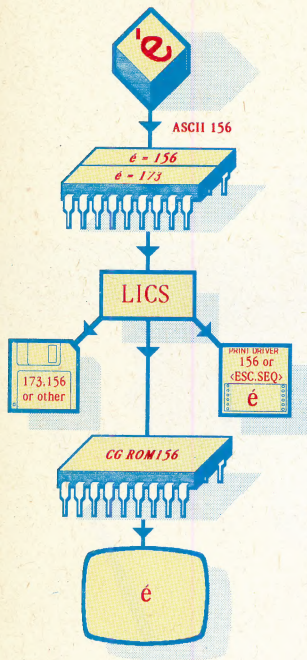 'e
ASCII 156
é = 156
é = 173
LICS
173,156
or other
PRINT DRIVER
156 or
<ESC.SEQ>
é
CG ROM156
é